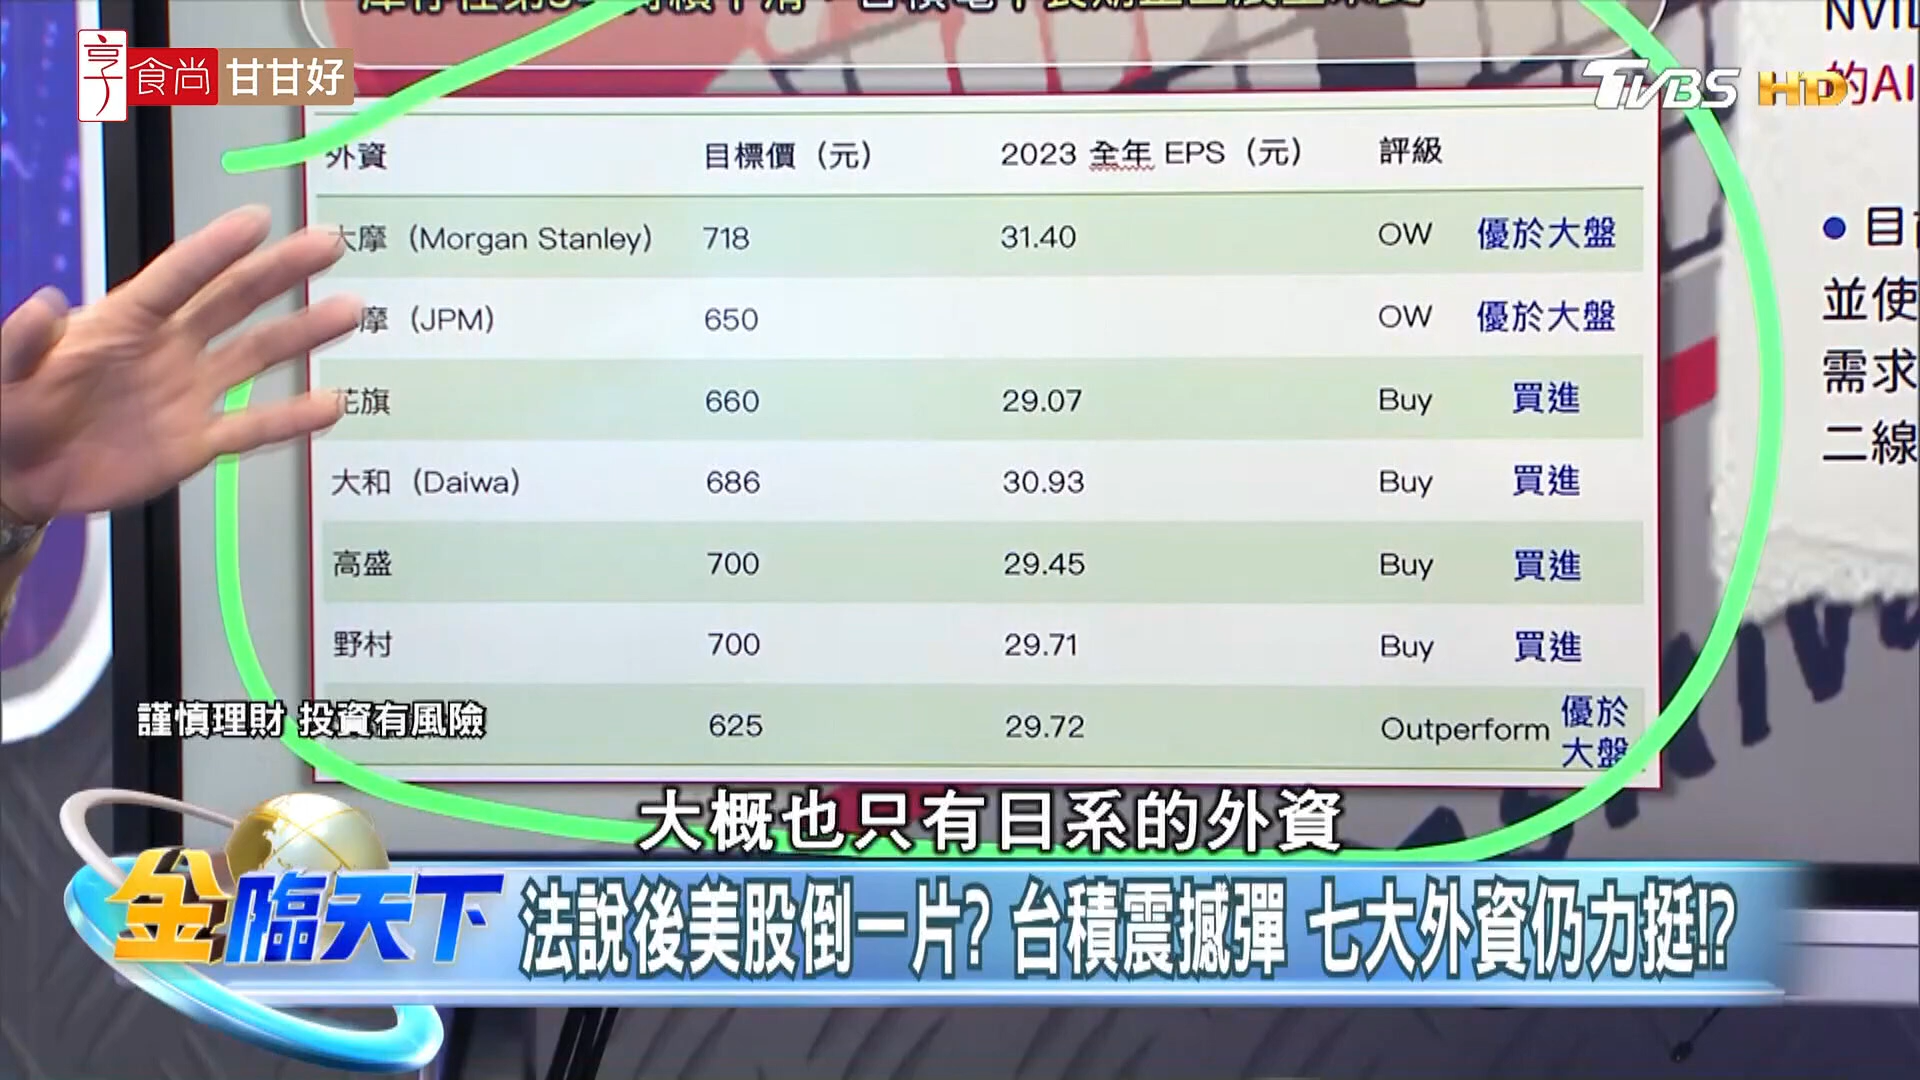 享 食尚 甘甘好
TVBS HD
NVID
的AI
外資 目標價（元） 2023 全年 EPS（元） 評級
大摩（Morgan Stanley） 718 31.40 OW 優於大盤
摩（JPM） 650 OW 優於大盤
花旗 660 29.07 Buy 買進
大和（Daiwa） 686 30.93 Buy 買進
高盛 700 29.45 Buy 買進
野村 700 29.71 Buy 買進
625 29.72 Outperform 優於
大盤
並使
需求
二線
謹慎理財 投資有風險
大概也只有日系的外資
金臨天下
法說後美股倒一片? 台積震撼彈 七大外資仍力挺!?